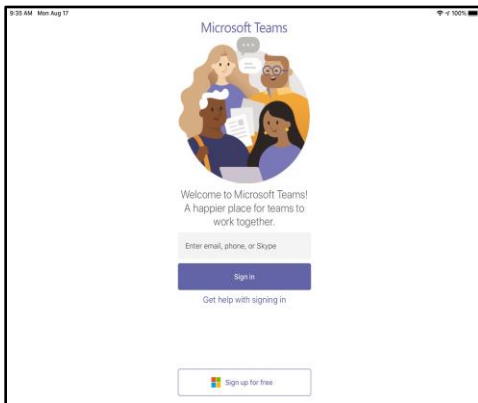 9:35 AM Mon Aug 17
100%
Microsoft Teams
Welcome to Microsoft Teams!
A happier place for teams to
work together.
Enter email, phone, or Skype
Sign in
Get help with signing in
Sign up for free